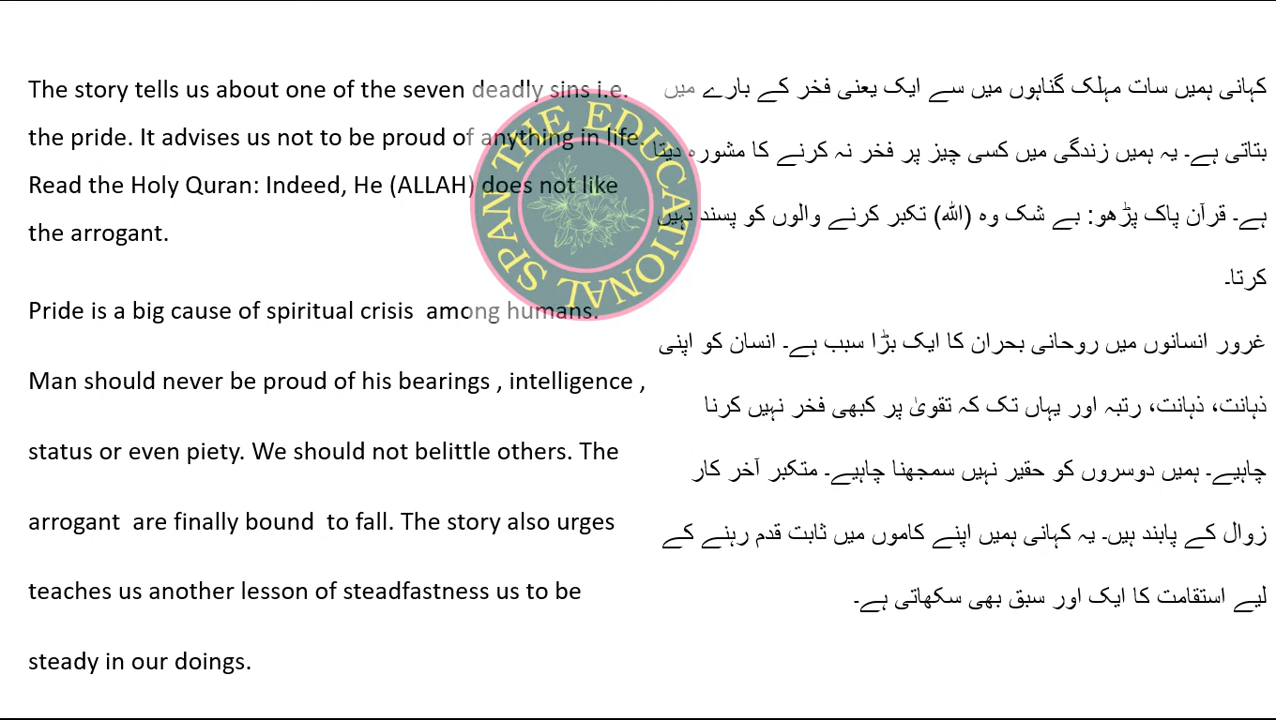 The story tells us about one of the seven deadly sins i.e.
the pride. It advises us not to be proud of anything in life.
Read the Holy Quran: Indeed, He (ALLAH) does not like
the arrogant.
Pride is a big cause of spiritual crisis  among humans.
Man should never be proud of his bearings , intelligence ,
status or even piety. We should not belittle others. The
arrogant  are finally bound  to fall. The story also urges
teaches us another lesson of steadfastness us to be
steady in our doings.
کہانی ہمیں سات مہلک گناہوں میں سے ایک یعنی فخر کے بارے میں
بتاتی ہے۔ یہ ہمیں زندگی میں کسی چیز پر فخر نہ کرنے کا مشورہ دیتا
ہے۔ قرآن پاک پڑھو: بے شک وہ (اللہ) تکبر کرنے والوں کو پسند نہیں
کرتا۔
غرور انسانوں میں روحانی بحران کا ایک بڑا سبب ہے۔ انسان کو اپنی
ذہانت، ذہانت، رتبہ اور یہاں تک کہ تقویٰ پر کبھی فخر نہیں کرنا
چاہیے۔ ہمیں دوسروں کو حقیر نہیں سمجھنا چاہیے۔ متکبر آخر کار
زوال کے پابند ہیں۔ یہ کہانی ہمیں اپنے کاموں میں ثابت قدم رہنے کے
لیے استقامت کا ایک اور سبق بھی سکھاتی ہے۔
SPAN THE EDUCATIONAL